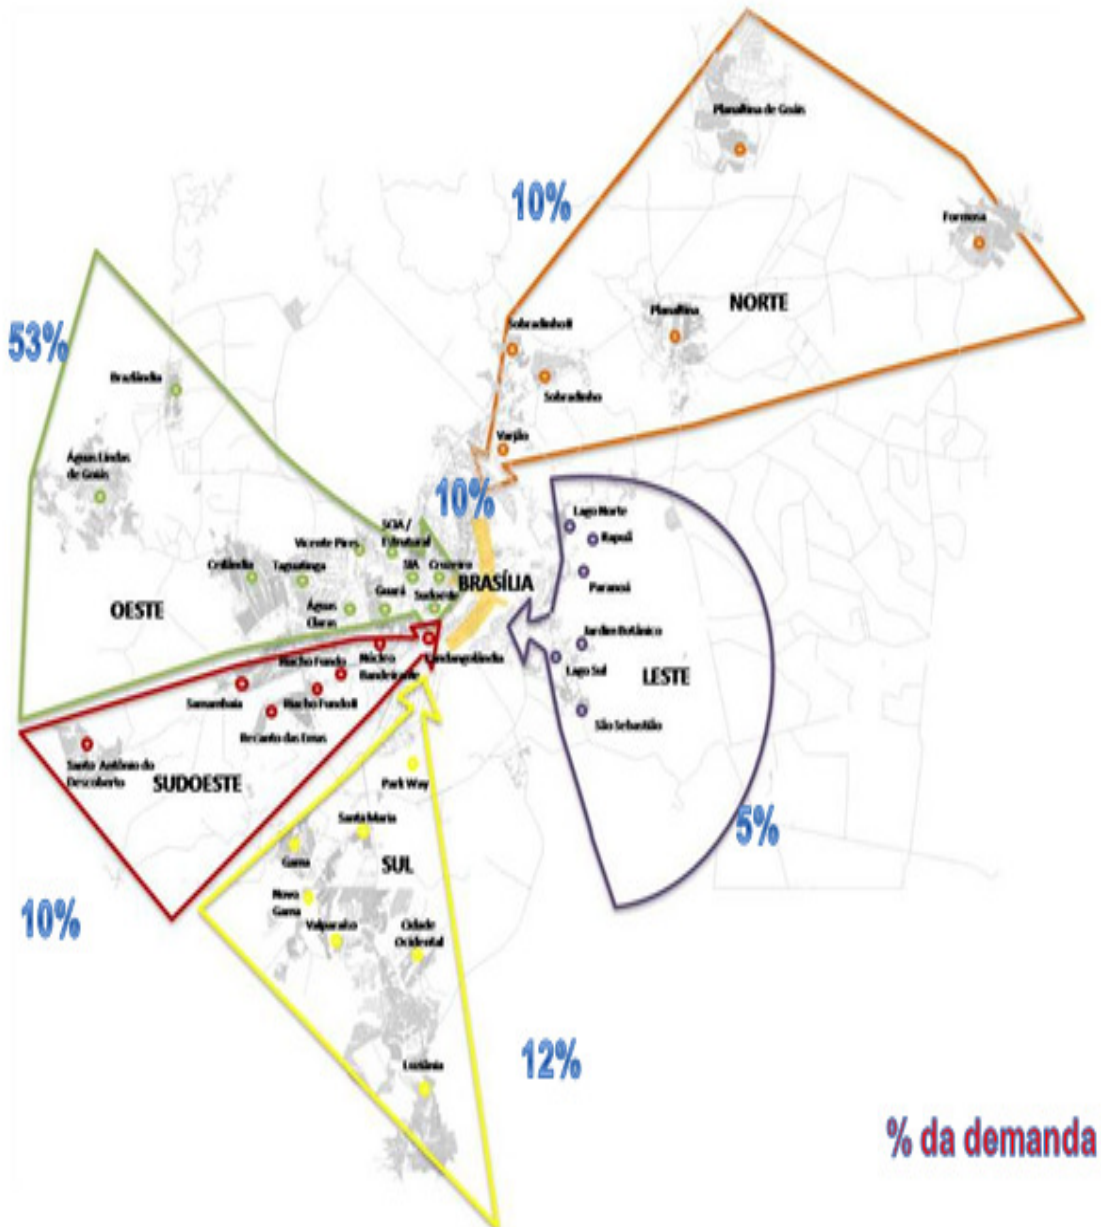 Planaltina de Goiás
10%
Formosa
NORTE
Planaltina
Sobradinho II
53%
Sobradinho
Brazlândia
Varjão
Águas Lindas
de Goiás
10%
Lago Norte
SCIA /
Estrutural
Itapuã
Vicente Pires
Ceilândia
Taguatinga
SIA
Cruzeiro
BRASÍLIA
Paranoá
OESTE
Águas
Claras
Guará
Sudoeste
Jardim Botânico
Riacho Fundo
Núcleo
Bandeirante
Candangolândia
Lago Sul
LESTE
Samambaia
Riacho Fundo II
São Sebastião
Recanto das Emas
Santo Antônio do
Descoberto
SUDOESTE
Park Way
Santa Maria
5%
Gama
SUL
10%
Novo
Gama
Valparaíso
Cidade
Ocidental
12%
Luziânia
% da demanda